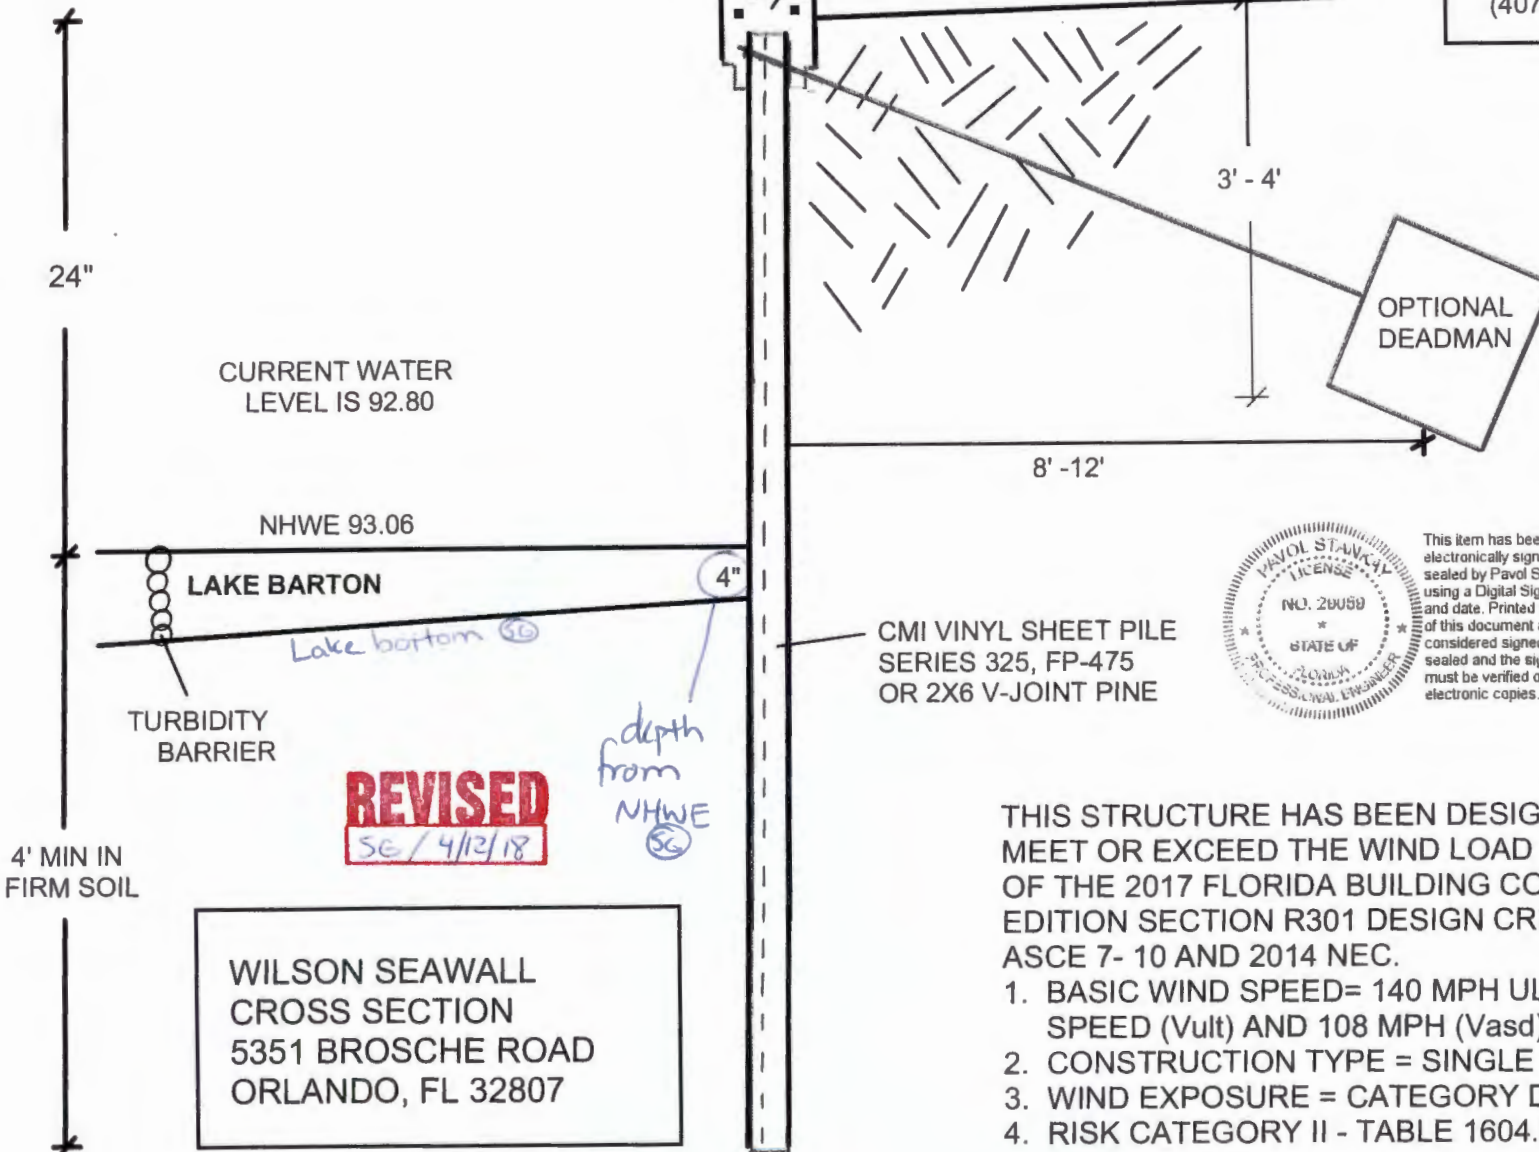 (407
24"
3' - 4'
OPTIONAL
DEADMAN
CURRENT WATER
LEVEL IS 92.80
8' -12'
NHWE 93.06
LAKE BARTON
4"
Lake bottom SG
TURBIDITY
BARRIER
depth
from
NHWE
SG
CMI VINYL SHEET PILE
SERIES 325, FP-475
OR 2X6 V-JOINT PINE
PAVOL STANKAY
LICENSE
NO. 29059
*
STATE OF
FLORIDA
PROFESSIONAL ENGINEER
This item has been
electronically sign
sealed by Pavol S
using a Digital Sig
and date. Printed
of this document
considered signe
sealed and the sig
must be verified o
electronic copies.
REVISED
SG / 4/12/18
4' MIN IN
FIRM SOIL
WILSON SEAWALL
CROSS SECTION
5351 BROSCHE ROAD
ORLANDO, FL 32807
THIS STRUCTURE HAS BEEN DESIG
MEET OR EXCEED THE WIND LOAD
OF THE 2017 FLORIDA BUILDING CO
EDITION SECTION R301 DESIGN CR
ASCE 7- 10 AND 2014 NEC.
1. BASIC WIND SPEED= 140 MPH UL
SPEED (Vult) AND 108 MPH (Vasd)
2. CONSTRUCTION TYPE = SINGLE
3. WIND EXPOSURE = CATEGORY D
4. RISK CATEGORY II - TABLE 1604.